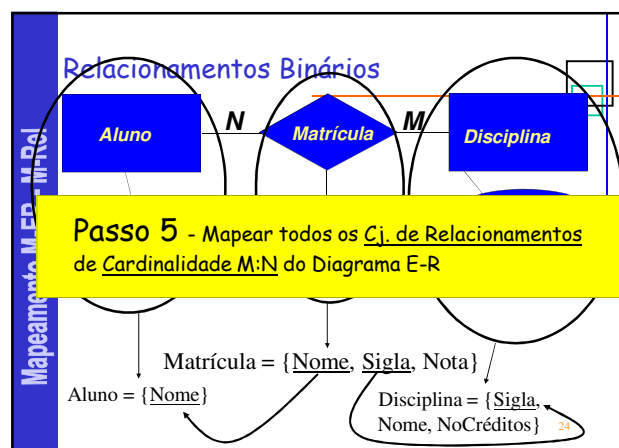 Relacionamentos Binários
Mapeamento M-ER - M-Rel
Aluno
N
Matrícula
M
Disciplina
Passo 5 - Mapear todos os Cj. de Relacionamentos
de Cardinalidade M:N do Diagrama E-R
Matrícula = {Nome, Sigla, Nota}
Aluno = {Nome}
Disciplina = {Sigla,
Nome, NoCréditos}
24